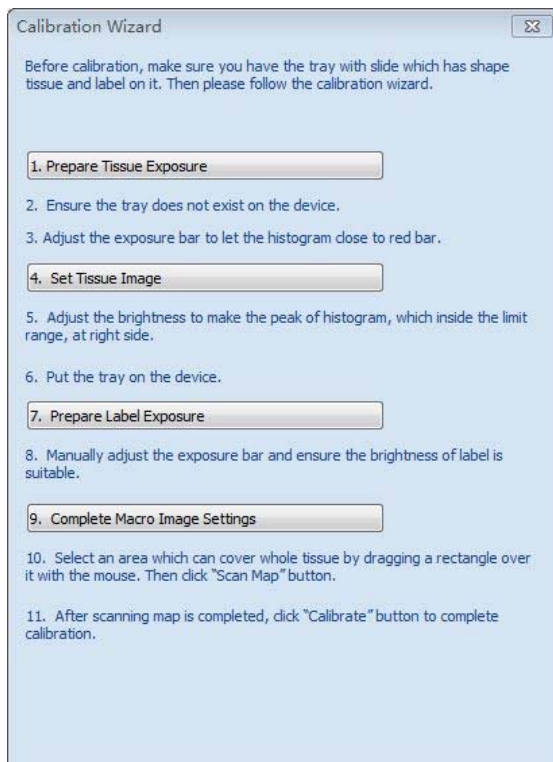 Calibration Wizard
Before calibration, make sure you have the tray with slide which has shape
tissue and label on it. Then please follow the calibration wizard.
1. Prepare Tissue Exposure
2. Ensure the tray does not exist on the device.
3. Adjust the exposure bar to let the histogram close to red bar.
4. Set Tissue Image
5. Adjust the brightness to make the peak of histogram, which inside the limit
range, at right side.
6. Put the tray on the device.
7. Prepare Label Exposure
8. Manually adjust the exposure bar and ensure the brightness of label is
suitable.
9. Complete Macro Image Settings
10. Select an area which can cover whole tissue by dragging a rectangle over
it with the mouse. Then click “Scan Map” button.
11. After scanning map is completed, click “Calibrate” button to complete
calibration.